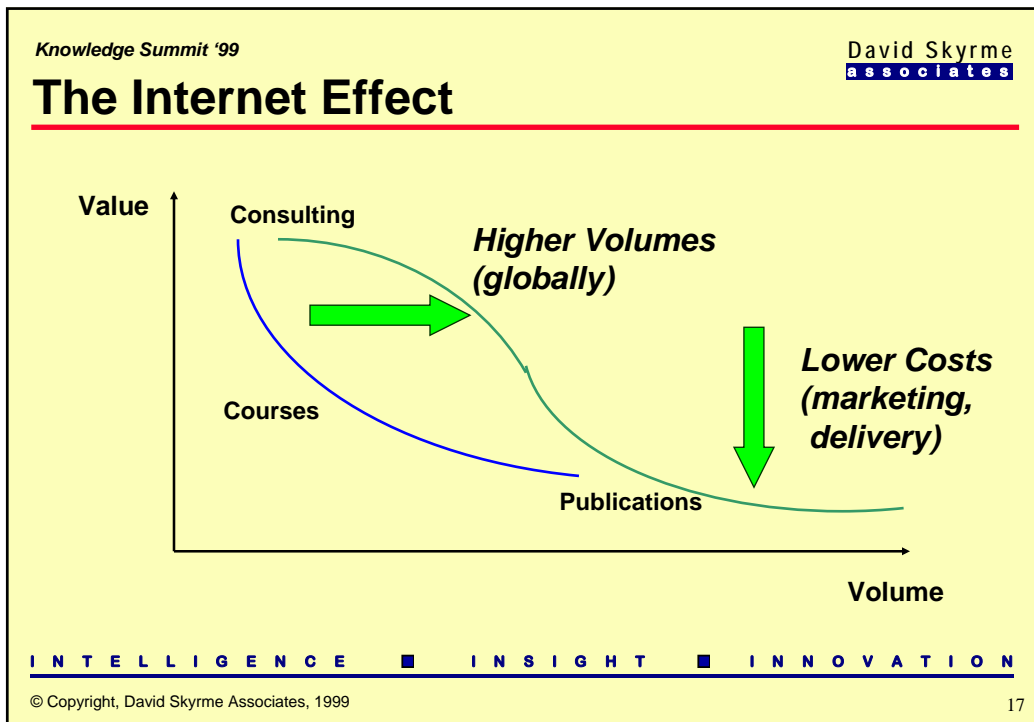 Knowledge Summit ‘99
David Skyrme
associates
The Internet Effect
Value
Consulting
Higher Volumes
(globally)
Lower Costs
(marketing,
delivery)
Courses
Publications
Volume
INTELLIGENCE ■ INSIGHT ■ INNOVATION
© Copyright, David Skyrme Associates, 1999
17